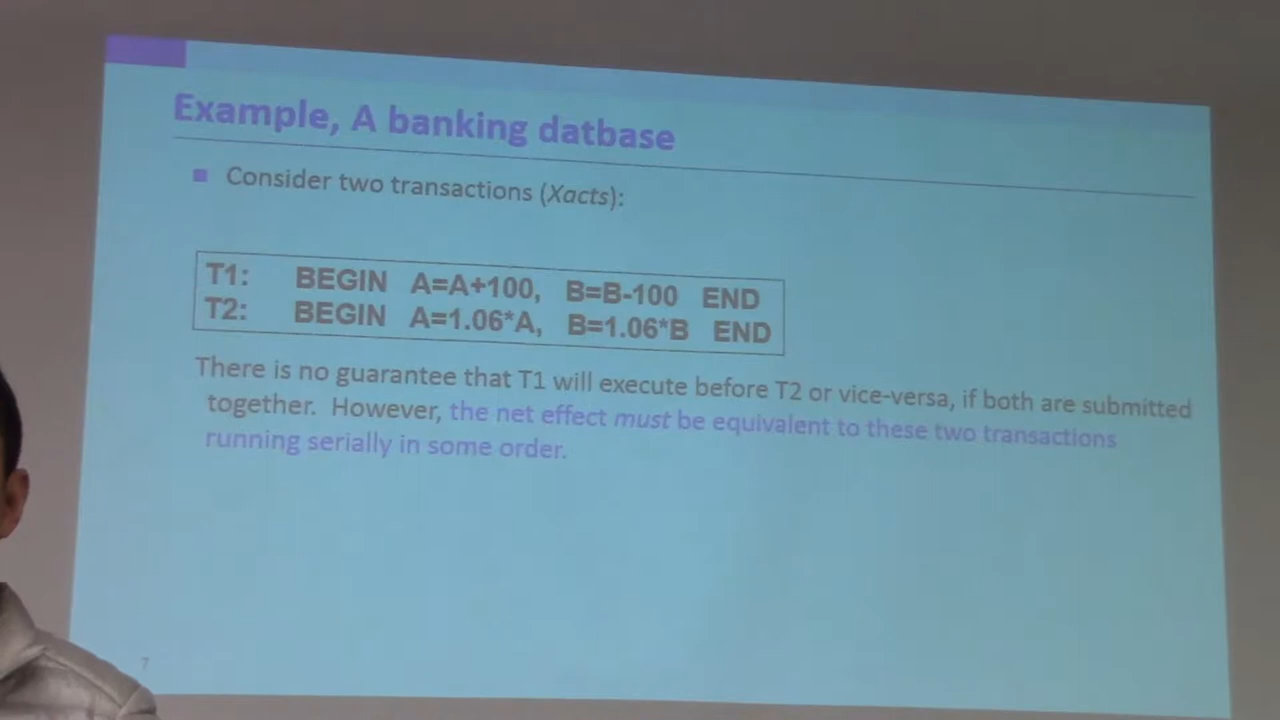 Example, A banking datbase
Consider two transactions (Xacts):
T1: BEGIN A=A+100, B=B-100 END
T2: BEGIN A=1.06*A, B=1.06*B END
There is no guarantee that T1 will execute before T2 or vice-versa, if both are submitted
together. However, the net effect must be equivalent to these two transactions
running serially in some order.
7